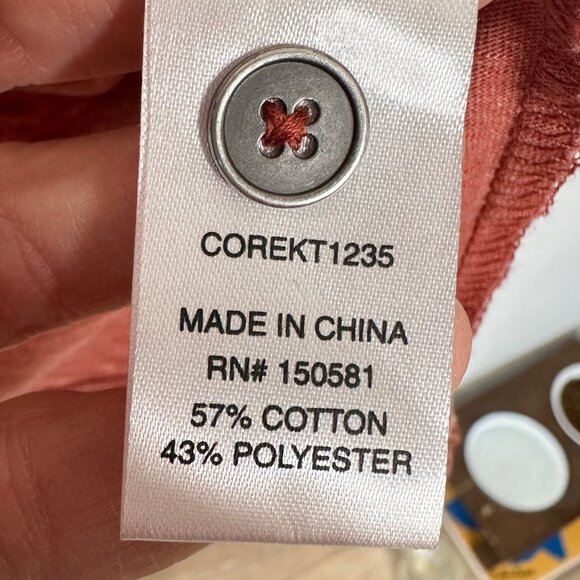 COREKT1235
MADE IN CHINA
RN# 150581
57% COTTON
43% POLYESTER